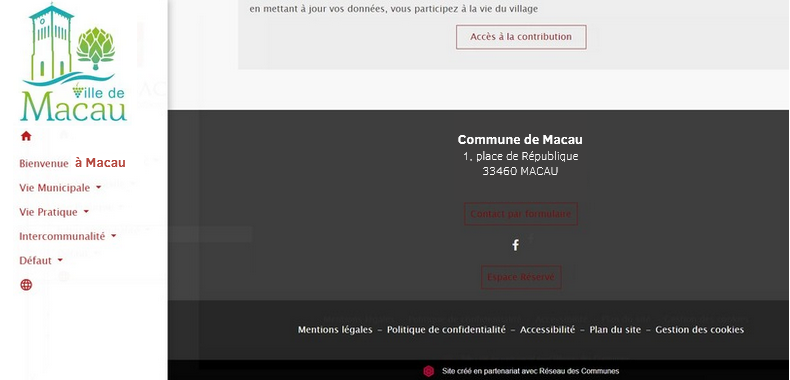 en mettant à jour vos données, vous participez à la vie du village
Accès à la contribution
Ville de
Macau
Bienvenue à Macau
Vie Municipale
Vie Pratique
Intercommunalité
Défaut
Commune de Macau
1, place de République
33460 MACAU
Contact par formulaire
Espace Réservé
Mentions légales – Politique de confidentialité – Accessibilité – Plan du site – Gestion des cookies
Site créé en partenariat avec Réseau des Communes